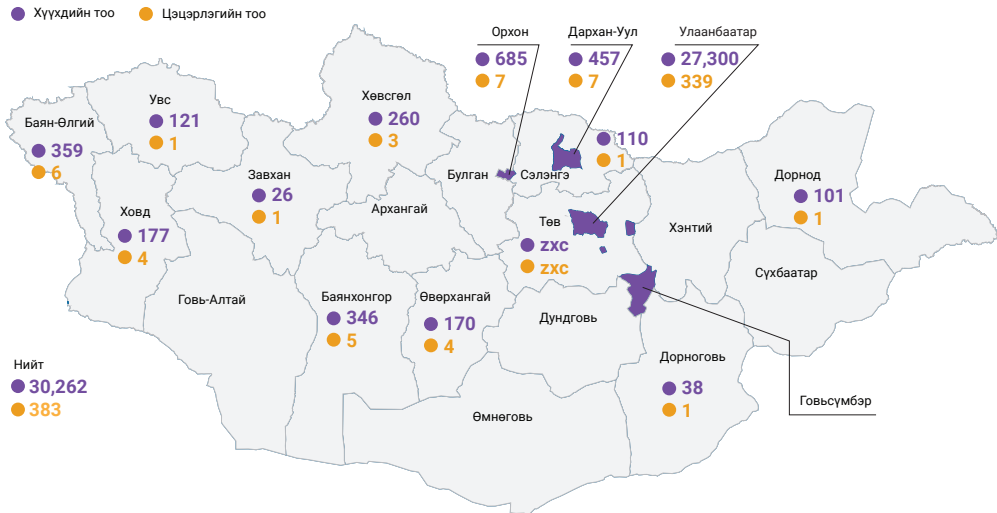 Хүүхдийн тоо Цэцэрлэгийн тоо
Орхон
685
7
Дархан-Уул
457
7
Улаанбаатар
27,300
339
Баян-Өлгий
359
6
Увс
121
1
Хөвсгөл
260
3
Завхан
26
1
Ховд
177
4
Архангай
Булган
Сэлэнгэ
110
1
Төв
zxc
zxc
Хэнтий
Дорнод
101
1
Сүхбаатар
Говь-Алтай
Баянхонгор
346
5
Өвөрхангай
170
4
Дундговь
Дорноговь
38
1
Говьсүмбэр
Өмнөговь
Нийт
30,262
383